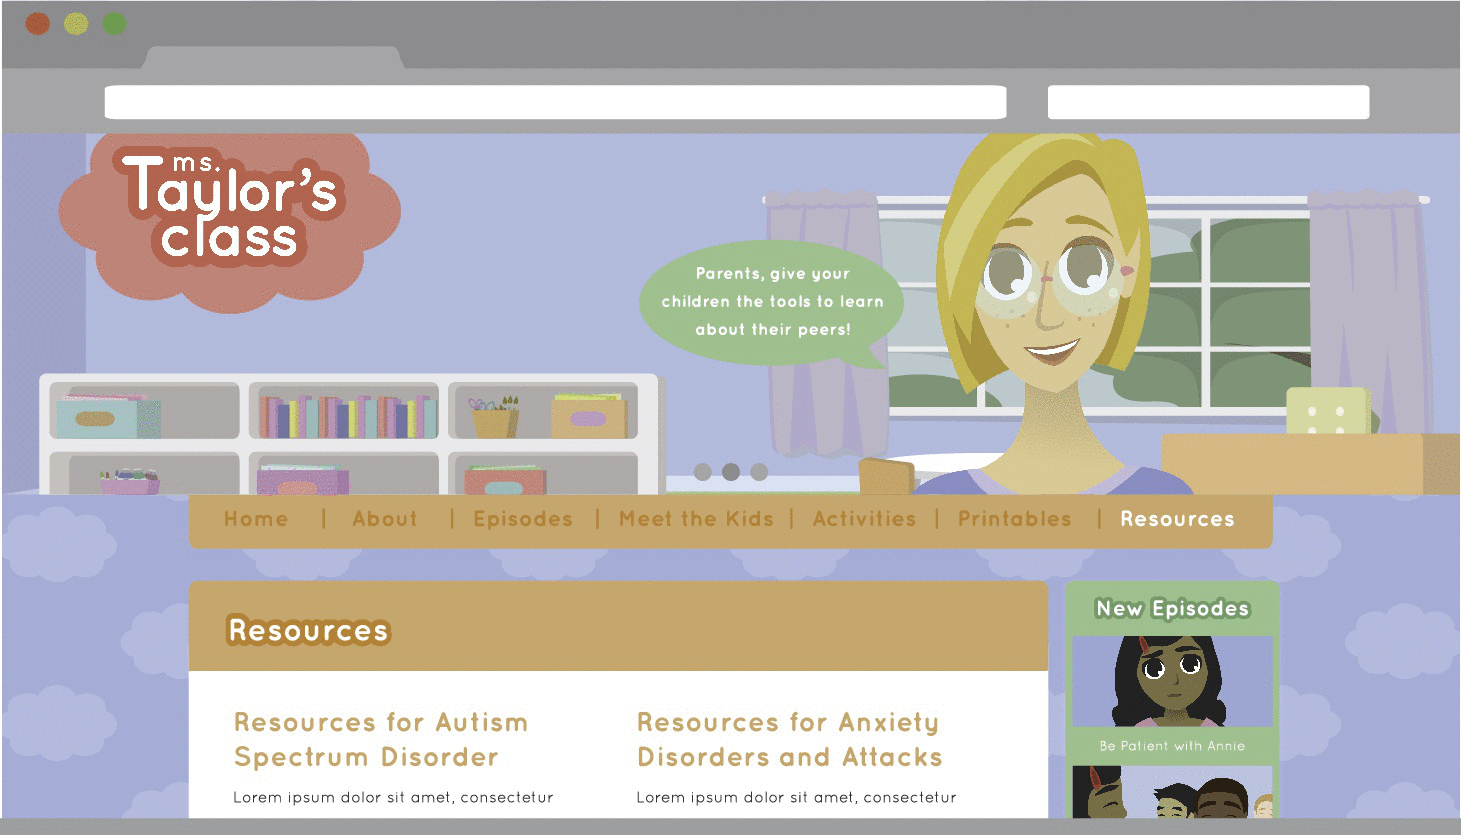 ms.
Taylor's
class
Parents, give your
children the tools to learn
about their peers!
Home | About | Episodes | Meet the Kids | Activities | Printables | Resources
Resources
New Episodes
Resources for Autism
Spectrum Disorder
Lorem ipsum dolor sit amet, consectetur
Resources for Anxiety
Disorders and Attacks
Lorem ipsum dolor sit amet, consectetur
Be Patient with Annie